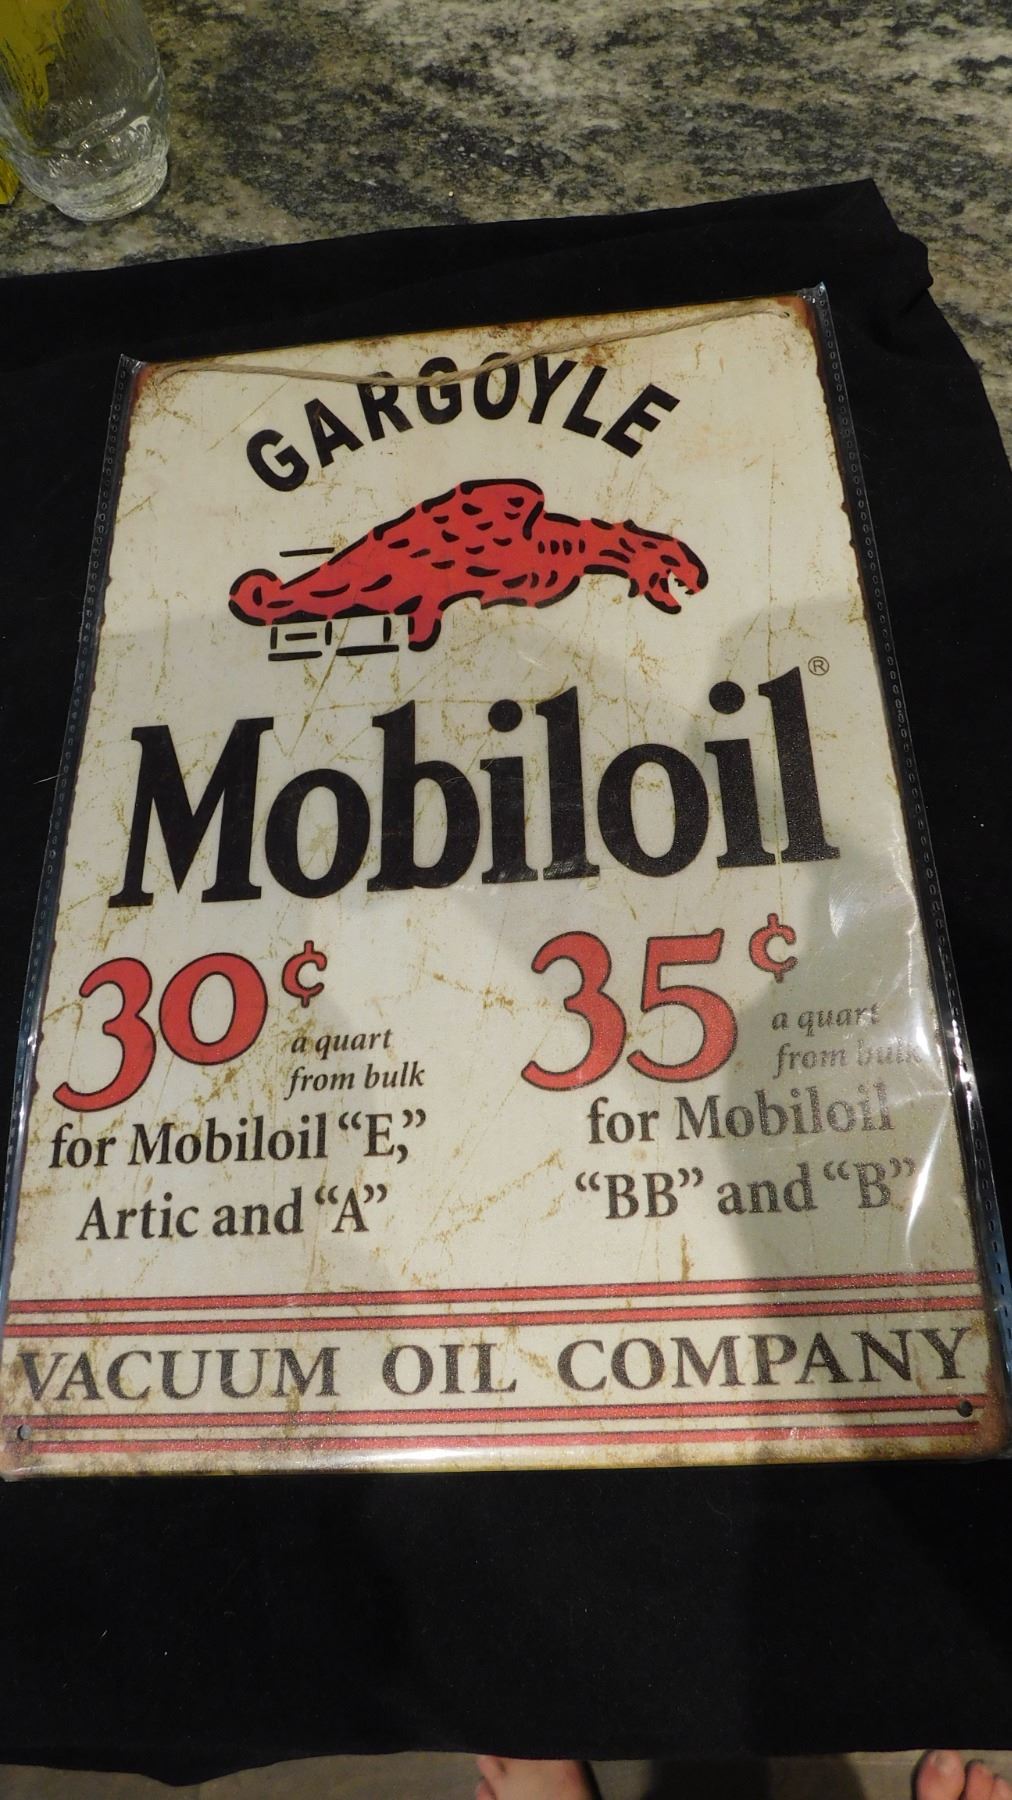 GARGOYLE
Mobiloil®
30¢
a quart
from bulk
for Mobiloil "E,"
Artic and "A"
35¢
a quart
from bulk
for Mobiloil
"BB" and "B"
VACUUM OIL COMPANY